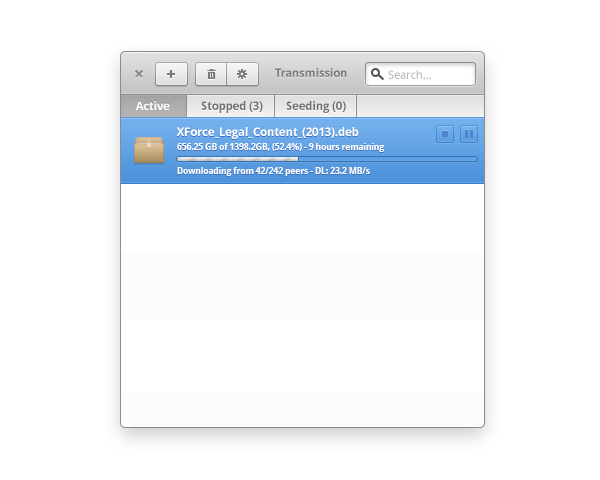 Transmission
Search...
Active
Stopped (3)
Seeding (0)
XForce_Legal_Content_(2013).deb
656.25 GB of 1398.2GB, (52.4%) - 9 hours remaining
Downloading from 42/242 peers - DL: 23.2 MB/s